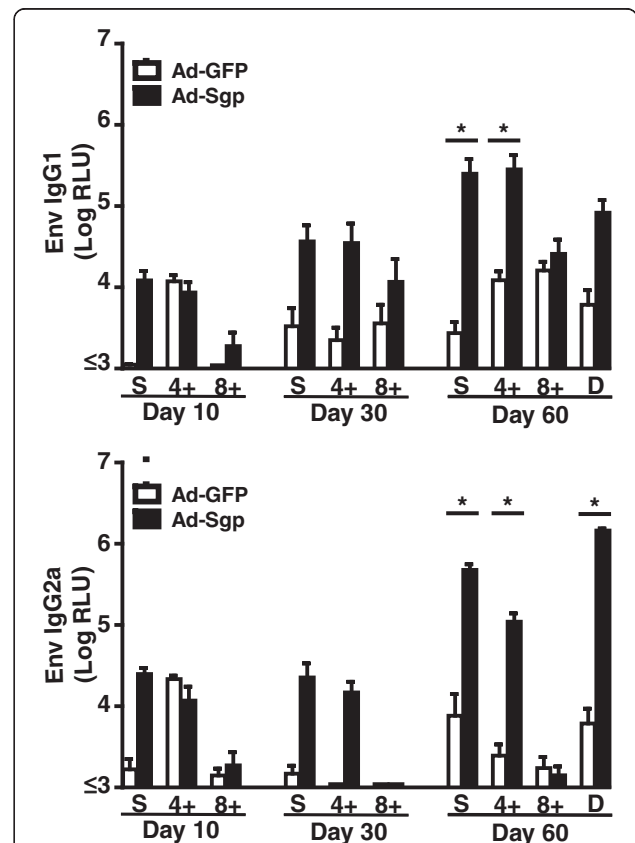 7
Ad-GFP
Ad-Sgp
6
5
4
≤3
Env IgG1
(Log RLU)
* *
S 4+ 8+ S 4+ 8+ S 4+ 8+ D
Day 10 Day 30 Day 60
7
Ad-GFP
Ad-Sgp
6
5
4
≤3
Env IgG2a
(Log RLU)
* * *
S 4+ 8+ S 4+ 8+ S 4+ 8+ D
Day 10 Day 30 Day 60